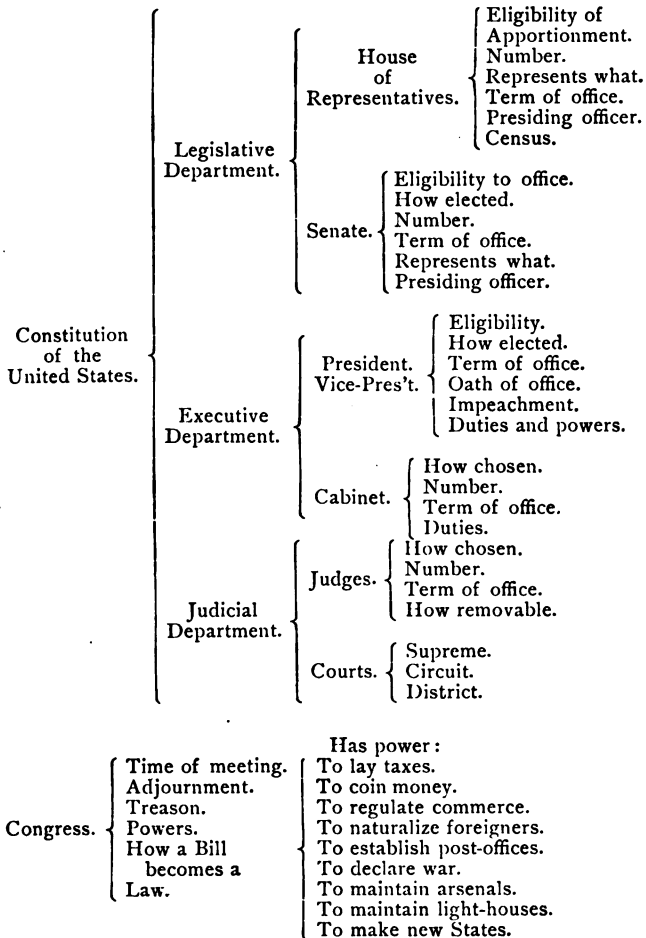 Constitution
of the
United States.
Legislative
Department.
House
of
Representatives.
Eligibility of
Apportionment.
Number.
Represents what.
Term of office.
Presiding officer.
Census.
Senate.
Eligibility to office.
How elected.
Number.
Term of office.
Represents what.
Presiding officer.
Executive
Department.
President.
Vice-Pres't.
Eligibility.
How elected.
Term of office.
Oath of office.
Impeachment.
Duties and powers.
Cabinet.
How chosen.
Number.
Term of office.
Duties.
Judicial
Department.
Judges.
How chosen.
Number.
Term of office.
How removable.
Courts.
Supreme.
Circuit.
District.
Congress.
Time of meeting.
Adjournment.
Treason.
Powers.
How a Bill
becomes a
Law.
Has power:
To lay taxes.
To coin money.
To regulate commerce.
To naturalize foreigners.
To establish post-offices.
To declare war.
To maintain arsenals.
To maintain light-houses.
To make new States.